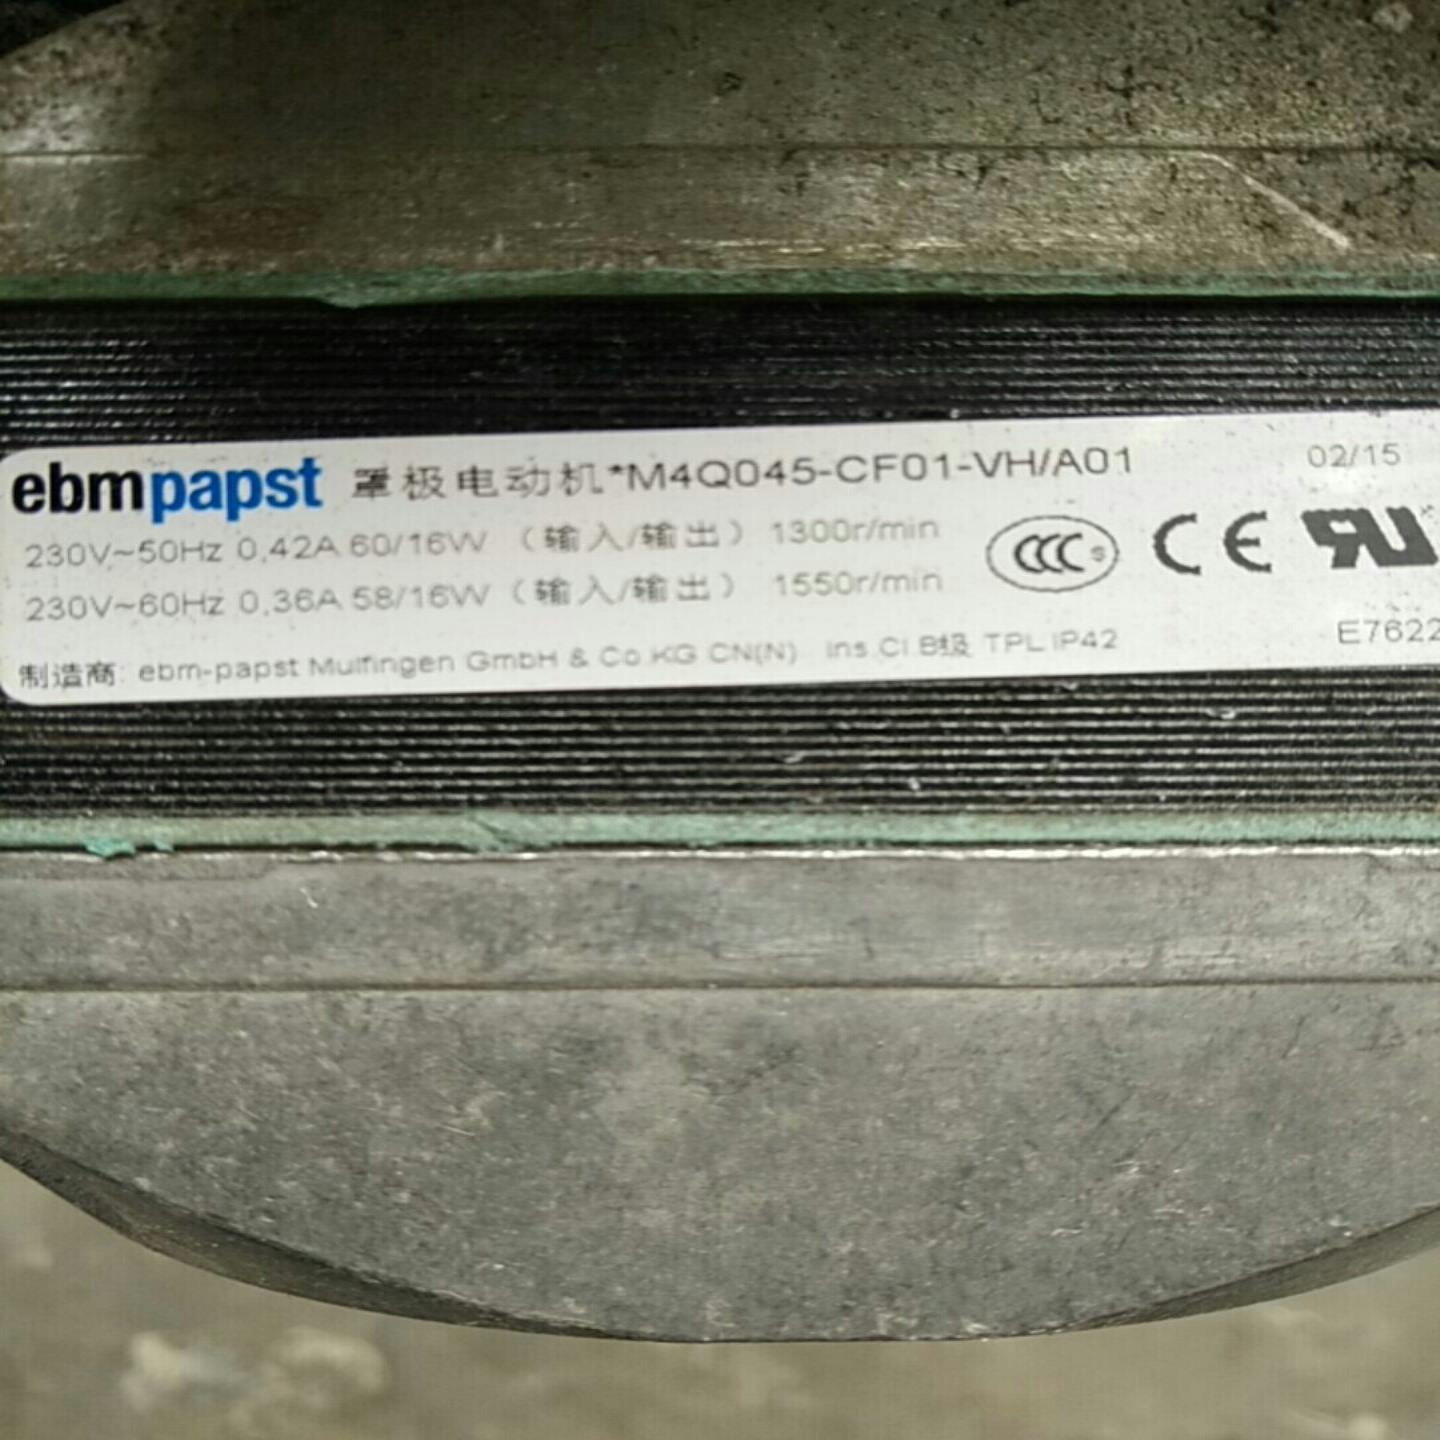 ebmpapst 罩极电动机*M4Q045-CF01-VH/A01 02/15
230V~50Hz 0,42A 60/16W（输入/输出） 1300r/min
230V~60Hz 0,36A 58/16W（输入/输出） 1550r/min
CCC S CE RU
制造商: ebm-papst Mulfingen GmbH & Co KG CN(N) Ins.Cl.B级 TPL IP42 E7622